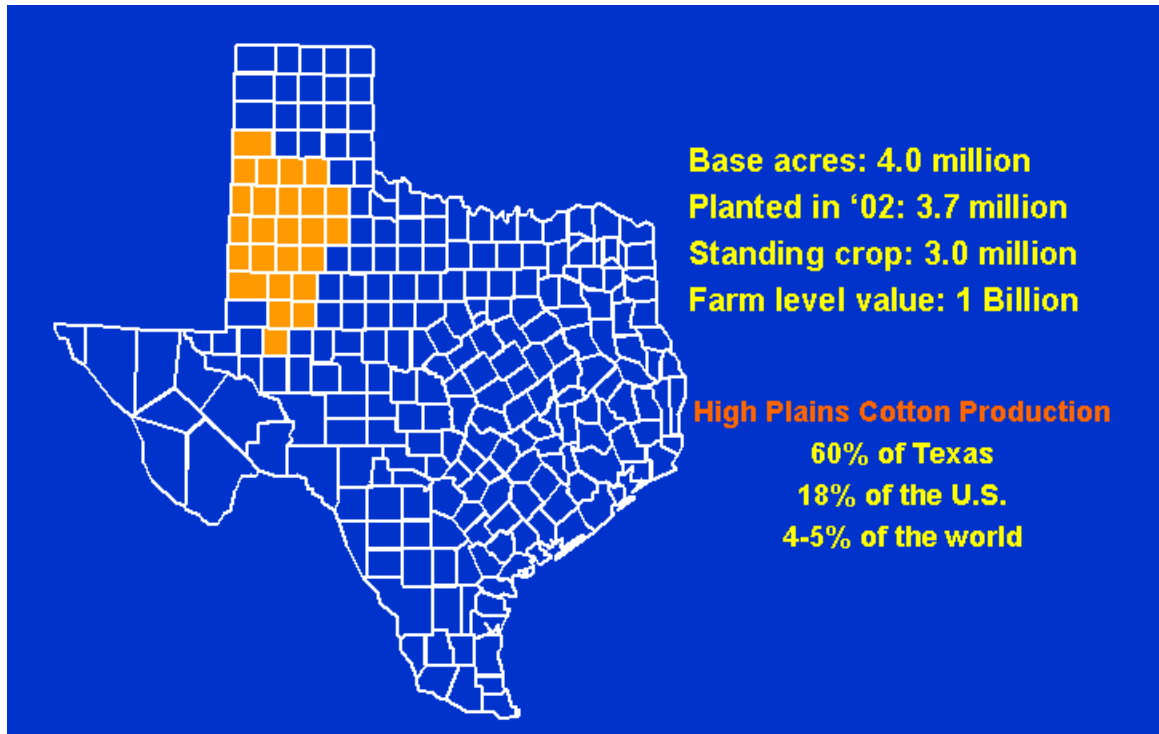 Base acres: 4.0 million
Planted in ‘02: 3.7 million
Standing crop: 3.0 million
Farm level value: 1 Billion
High Plains Cotton Production
60% of Texas
18% of the U.S.
4-5% of the world